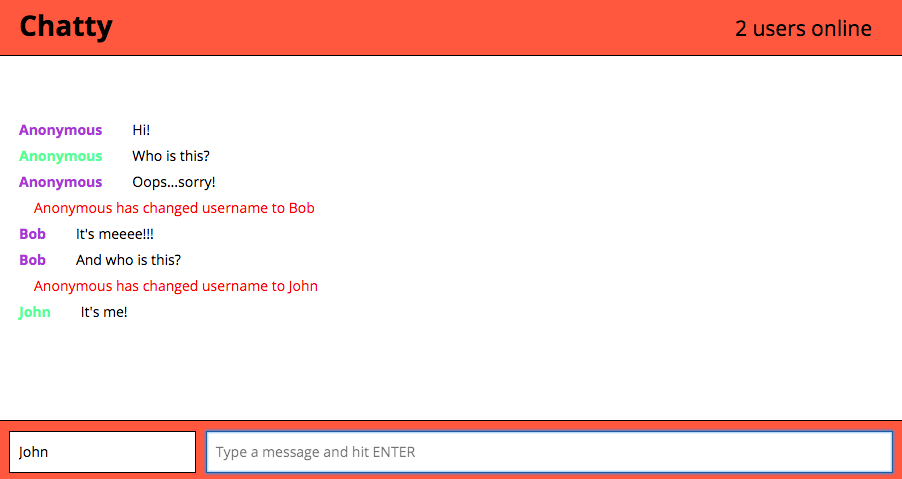 Chatty
2 users online
Anonymous Hi!
Anonymous Who is this?
Anonymous Oops...sorry!
Anonymous has changed username to Bob
Bob It's meeee!!!
Bob And who is this?
Anonymous has changed username to John
John It's me!
John
Type a message and hit ENTER